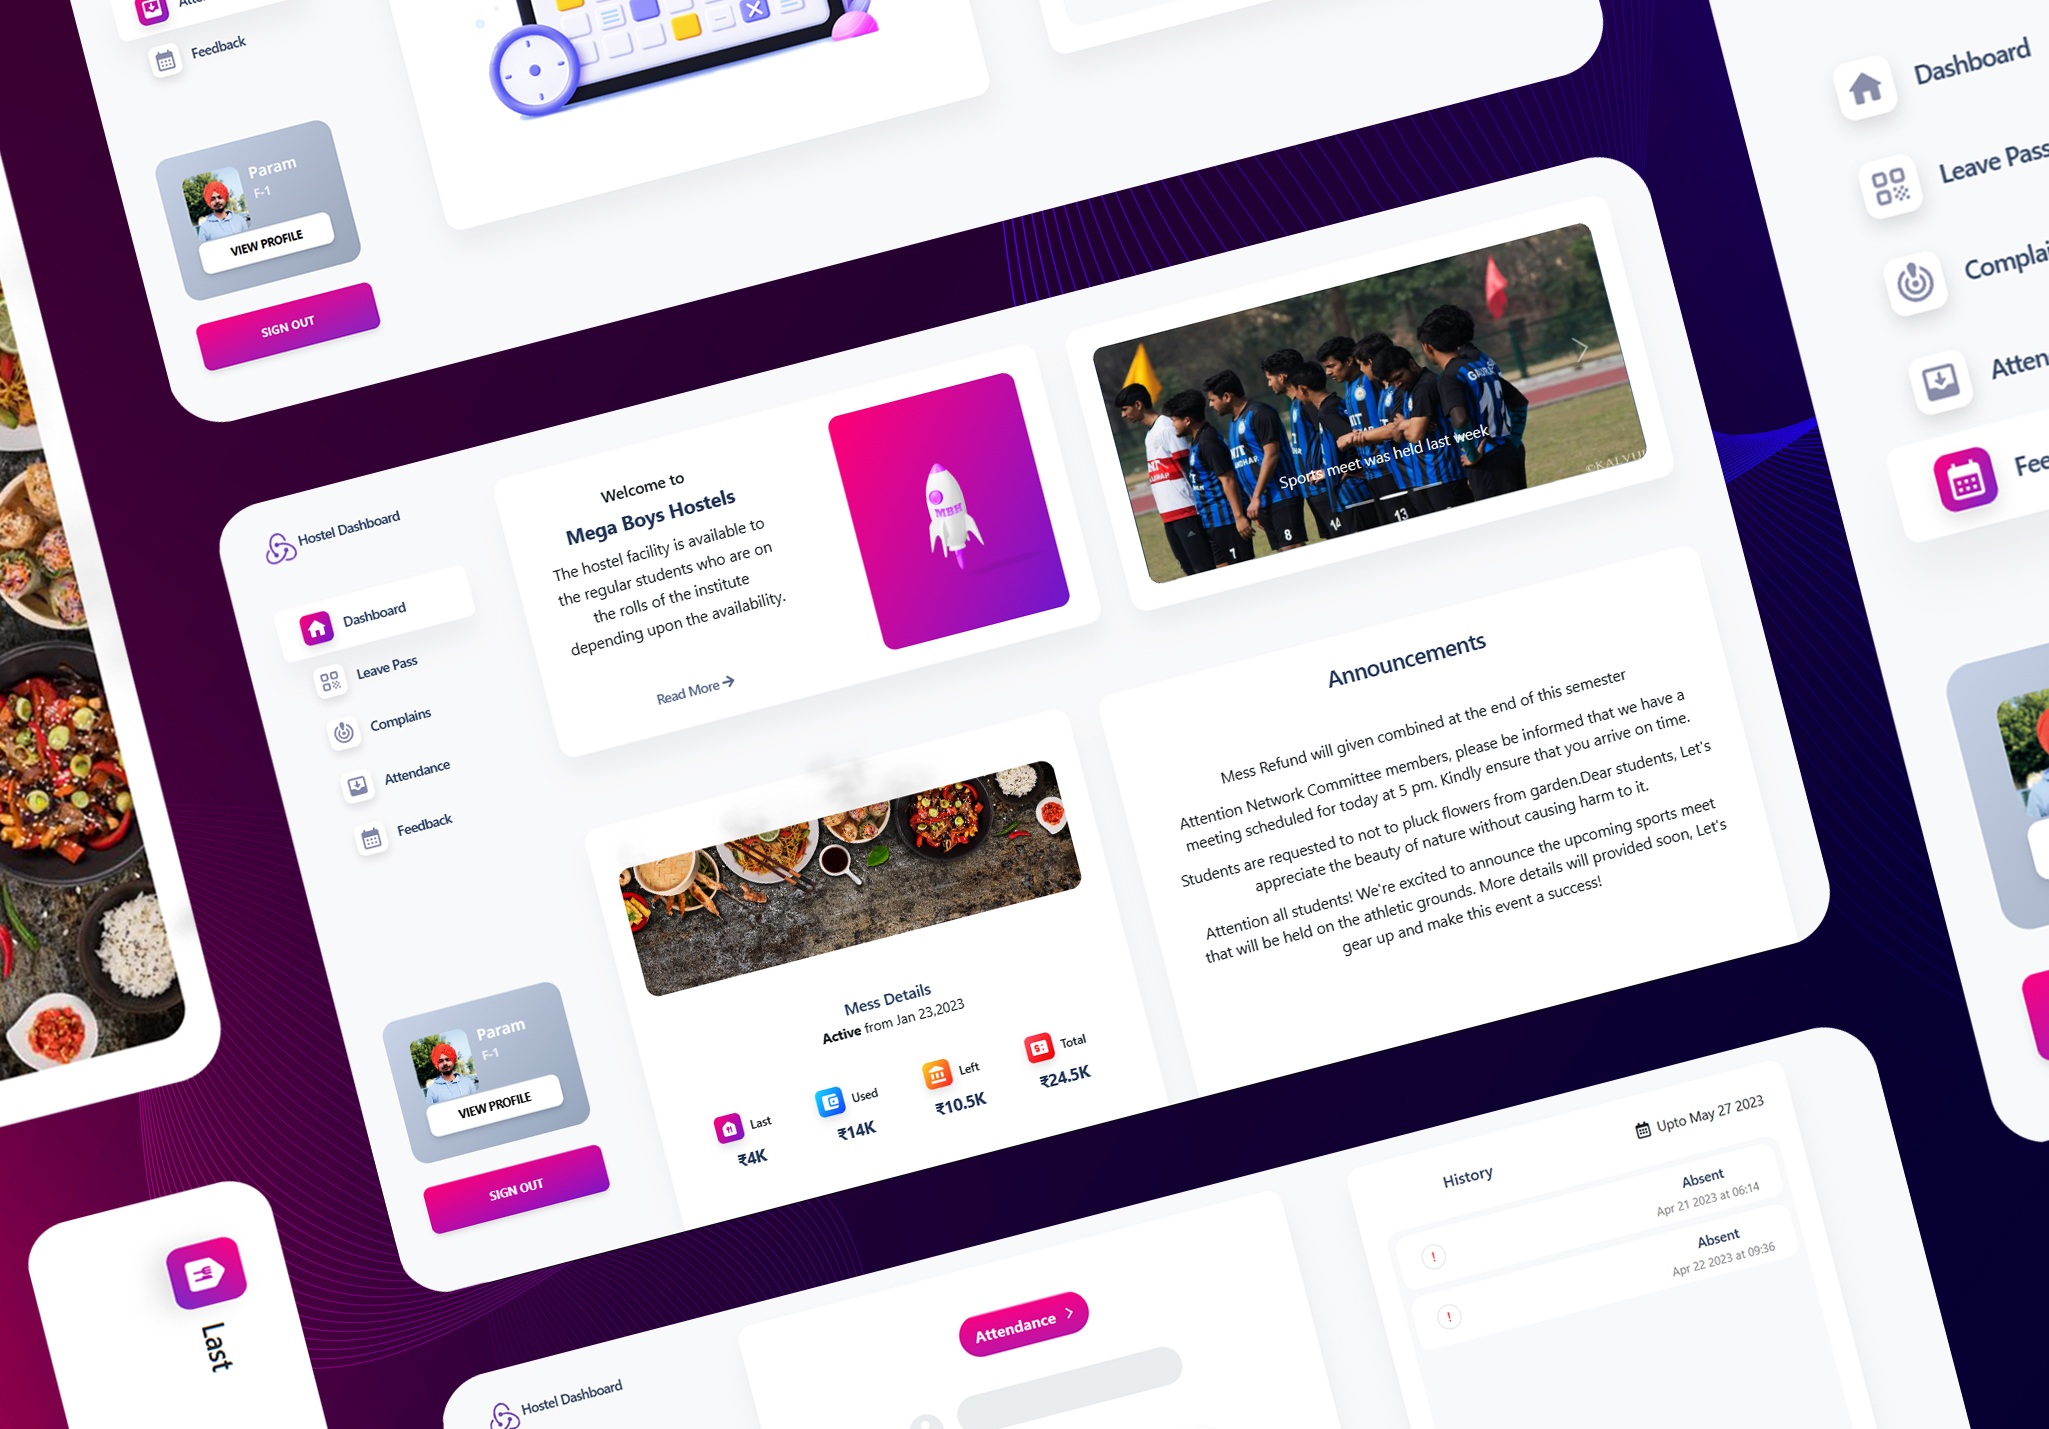 Feedback
Param
F-1
VIEW PROFILE
SIGN OUT
Dashboard
Leave Pass
Hostel Dashboard
Dashboard
Leave Pass
Complains
Attendance
Feedback
Param
F-1
VIEW PROFILE
SIGN OUT
Welcome to
Mega Boys Hostels
The hostel facility is available to
the regular students who are on
the rolls of the institute
depending upon the availability.
Read More
MBH
Sports meet was held last week
7
8
14
13
12
Announcements
Mess Refund will given combined at the end of this semester
Attention Network Committee members, please be informed that we have a
meeting scheduled for today at 5 pm. Kindly ensure that you arrive on time.
Students are requested to not to pluck flowers from garden.Dear students, Let's
appreciate the beauty of nature without causing harm to it.
Attention all students! We're excited to announce the upcoming sports meet
that will be held on the athletic grounds. More details will provided soon, Let's
gear up and make this event a success!
Mess Details
Active from Jan 23,2023
Last
₹4K
Used
₹14K
Left
₹10.5K
Total
₹24.5K
Last
Hostel Dashboard
Attendance
Upto May 27 2023
History
Absent
Apr 21 2023 at 06:14
Absent
Apr 22 2023 at 09:36